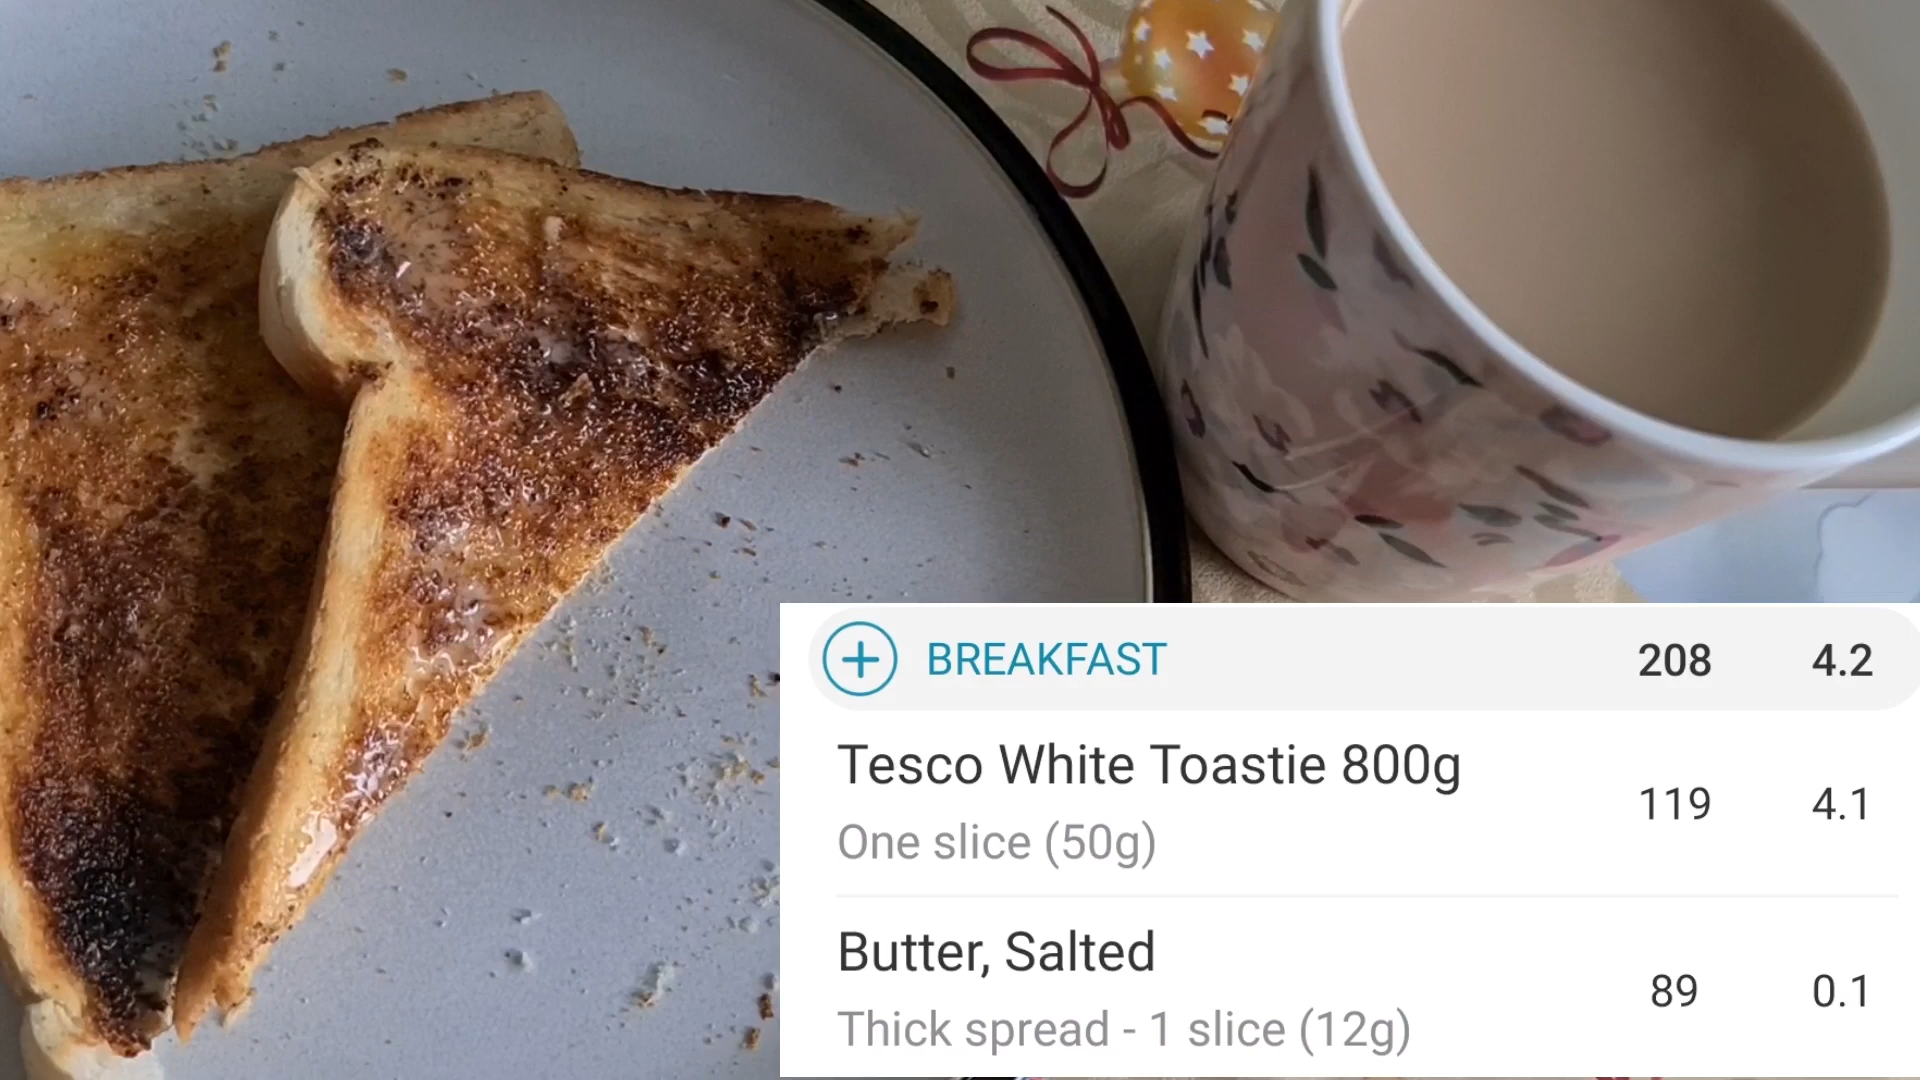 BREAKFAST 208 4.2
Tesco White Toastie 800g 119 4.1
One slice (50g)
Butter, Salted 89 0.1
Thick spread - 1 slice (12g)